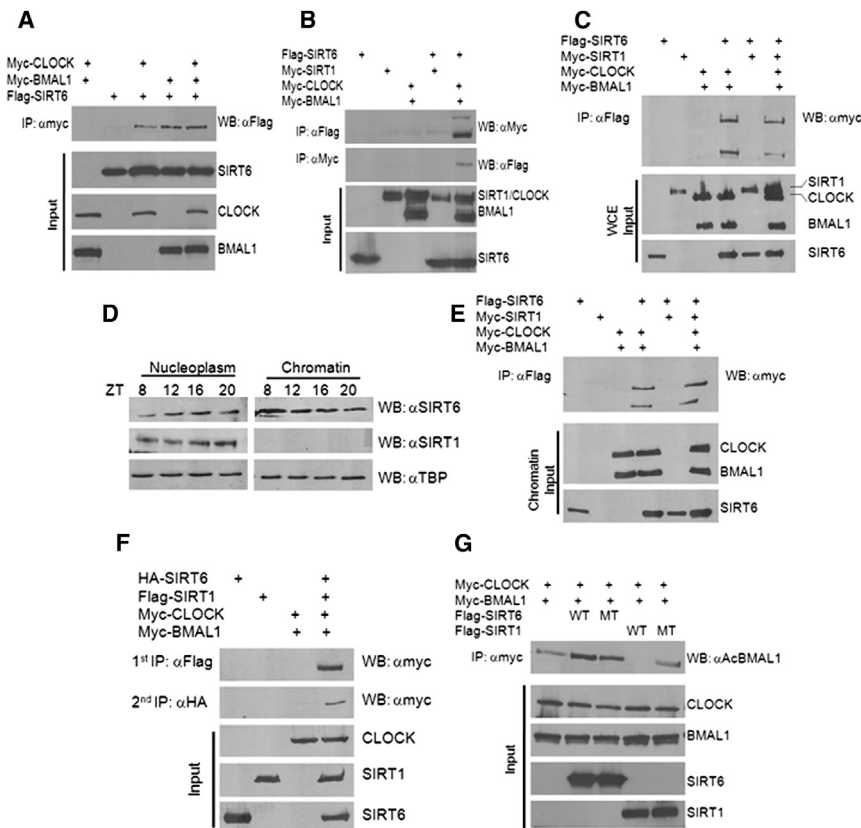 A
Myc-CLOCK + + +
Myc-BMAL1 + + +
Flag-SIRT6 + + + +
IP: αmyc
WB: αFlag
Input
SIRT6
CLOCK
BMAL1
B
Flag-SIRT6 + + +
Myc-SIRT1 + +
Myc-CLOCK + +
Myc-BMAL1 + +
IP: αFlag
WB: αMyc
IP: αMyc
WB: αFlag
Input
SIRT1/CLOCK
BMAL1
SIRT6
C
Flag-SIRT6 + + + +
Myc-SIRT1 + + +
Myc-CLOCK + + +
Myc-BMAL1 + + +
IP: αFlag
WB: αmyc
WCE
Input
SIRT1
CLOCK
BMAL1
SIRT6
D
Nucleoplasm Chromatin
ZT 8 12 16 20 8 12 16 20
WB: αSIRT6
WB: αSIRT1
WB: αTBP
E
Flag-SIRT6 + + + +
Myc-SIRT1 + + +
Myc-CLOCK + + +
Myc-BMAL1 + + +
IP: αFlag
WB: αmyc
Chromatin
Input
CLOCK
BMAL1
SIRT6
F
HA-SIRT6 + +
Flag-SIRT1 + +
Myc-CLOCK + +
Myc-BMAL1 + +
1st IP: αFlag
WB: αmyc
2nd IP: αHA
WB: αmyc
Input
CLOCK
SIRT1
SIRT6
G
Myc-CLOCK + + + + +
Myc-BMAL1 + + + + +
Flag-SIRT6 WT MT
Flag-SIRT1 WT MT
IP: αmyc
WB: αAcBMAL1
Input
CLOCK
BMAL1
SIRT6
SIRT1